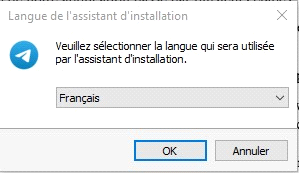 Langue de l'assistant d'installation
Veuillez sélectionner la langue qui sera utilisée
par l'assistant d'installation.
Français
OK
Annuler